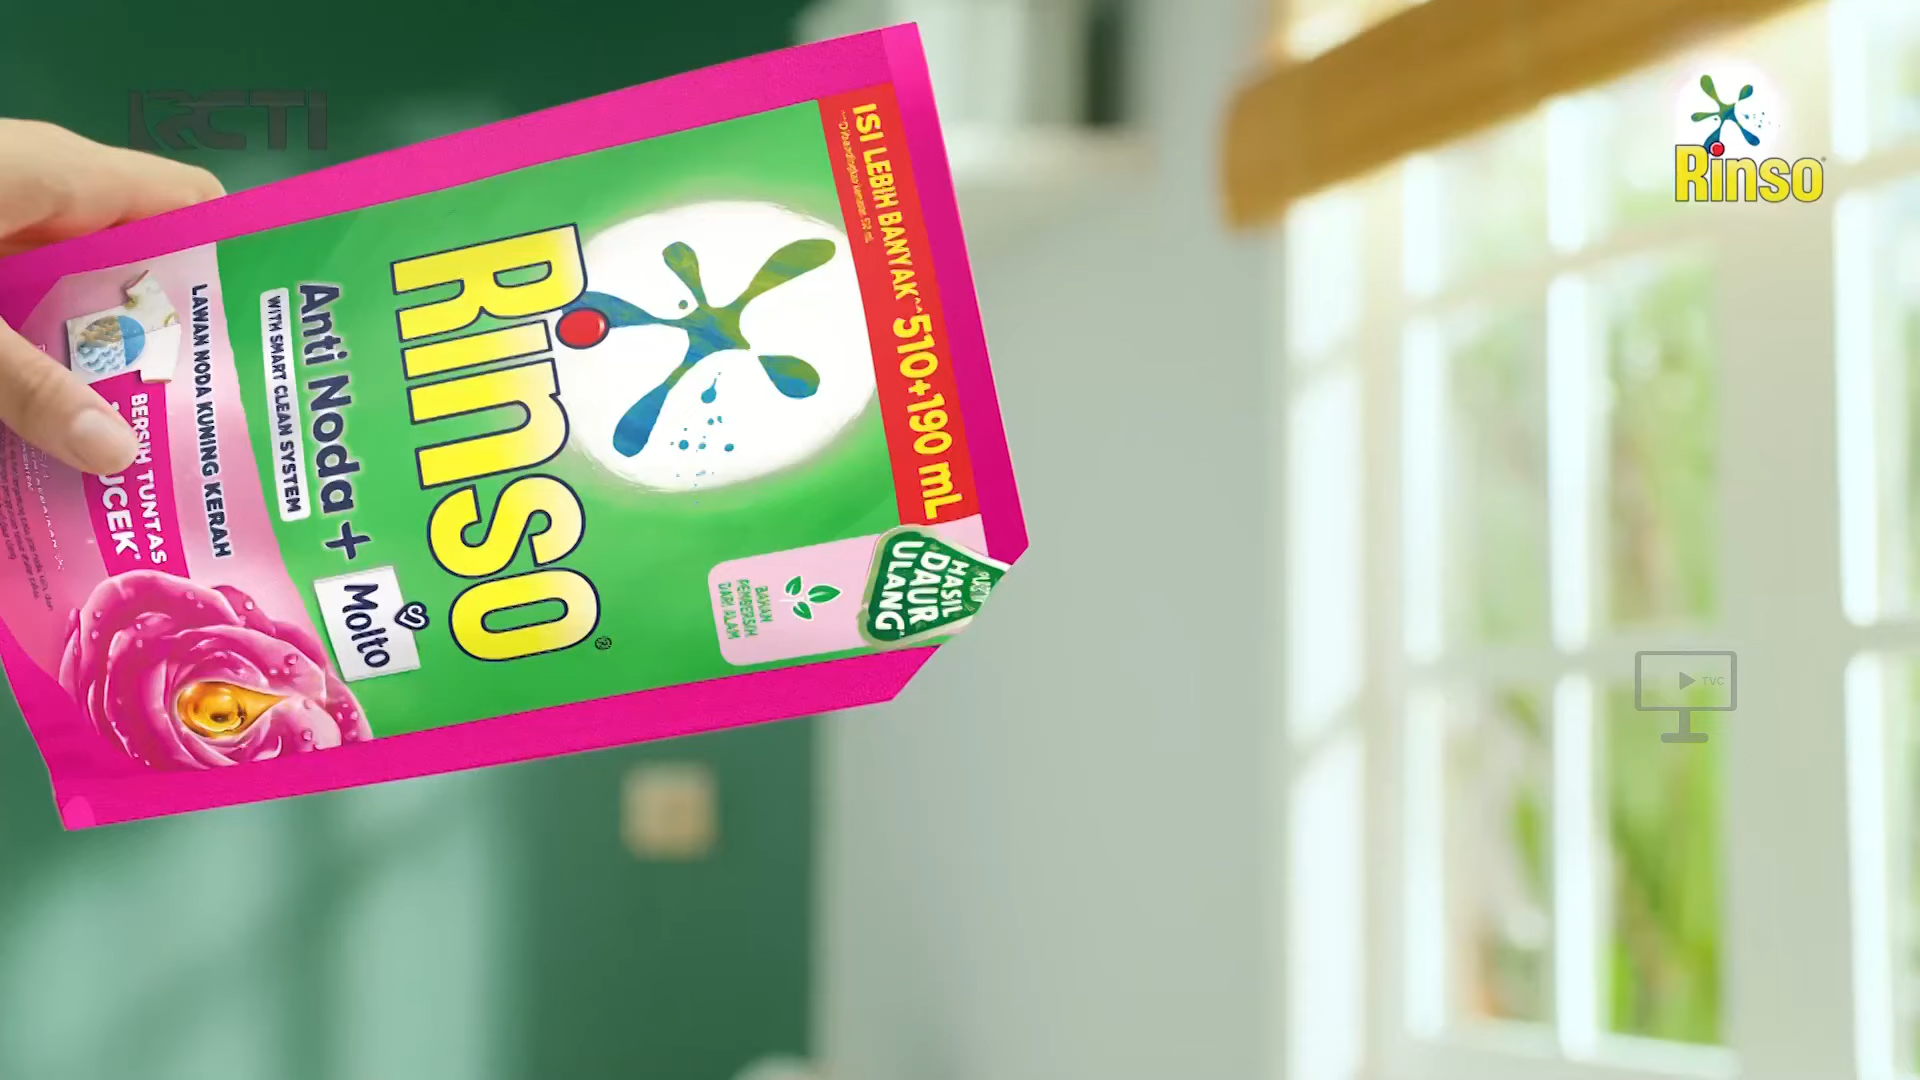 RCTI
Rinso
TVC
ISI LEBIH BANYAK^^ 510+190 mL
Rinso®
Anti Noda +
WITH SMART CLEAN SYSTEM
Molto
LAWAN NODA KUNING KERAH
BERSIH TUNTAS
UCEK*
BAHAN
PEMBERSIH
DARI ALAM
HASIL
DAUR
ULANG